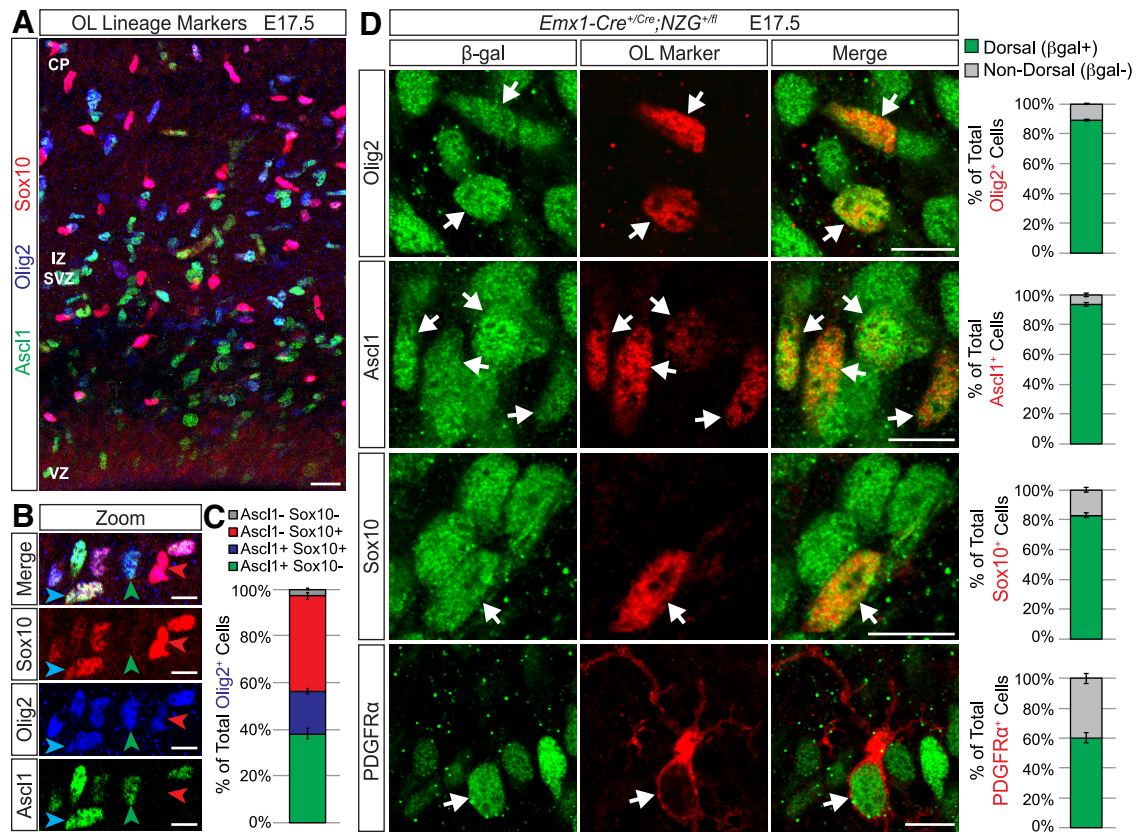 A
OL Lineage Markers E17.5
Ascl1 Olig2 Sox10
CP
IZ
SVZ
VZ
B
Zoom
Merge
Sox10
Olig2
Ascl1
C
Ascl1- Sox10-
Ascl1- Sox10+
Ascl1+ Sox10+
Ascl1+ Sox10-
% of Total Olig2+ Cells
100%
80%
60%
40%
20%
0%
D
Emx1-Cre+/Cre;NZG+/fl E17.5
β-gal
OL Marker
Merge
Olig2
Ascl1
Sox10
PDGFRα
Dorsal (βgal+)
Non-Dorsal (βgal-)
% of Total
Olig2+ Cells
100%
80%
60%
40%
20%
0%
% of Total
Ascl1+ Cells
100%
80%
60%
40%
20%
0%
% of Total
Sox10+ Cells
100%
80%
60%
40%
20%
0%
% of Total
PDGFRα+ Cells
100%
80%
60%
40%
20%
0%